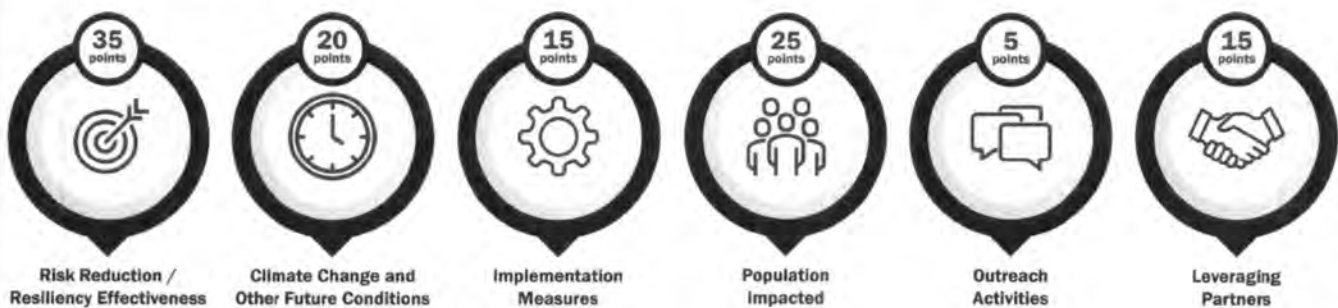 35
points
Risk Reduction /
Resiliency Effectiveness
20
points
Climate Change and
Other Future Conditions
15
points
Implementation
Measures
25
points
Population
Impacted
5
points
Outreach
Activities
15
points
Leveraging
Partners